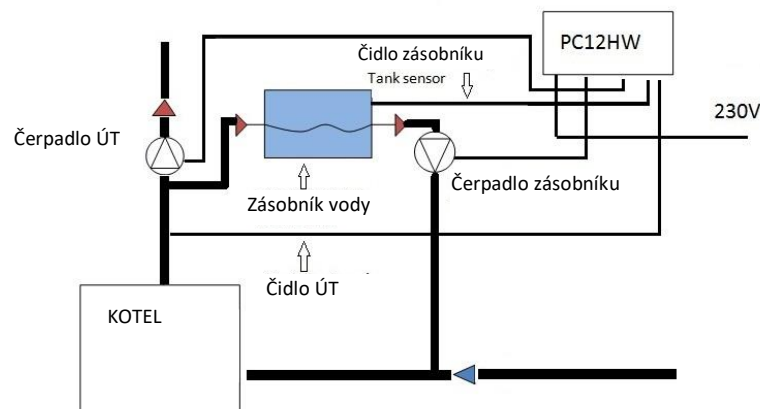 PC12HW
Čidlo zásobníku
Tank sensor
230V
Čerpadlo ÚT
Čerpadlo zásobníku
Zásobník vody
Čidlo ÚT
KOTEL